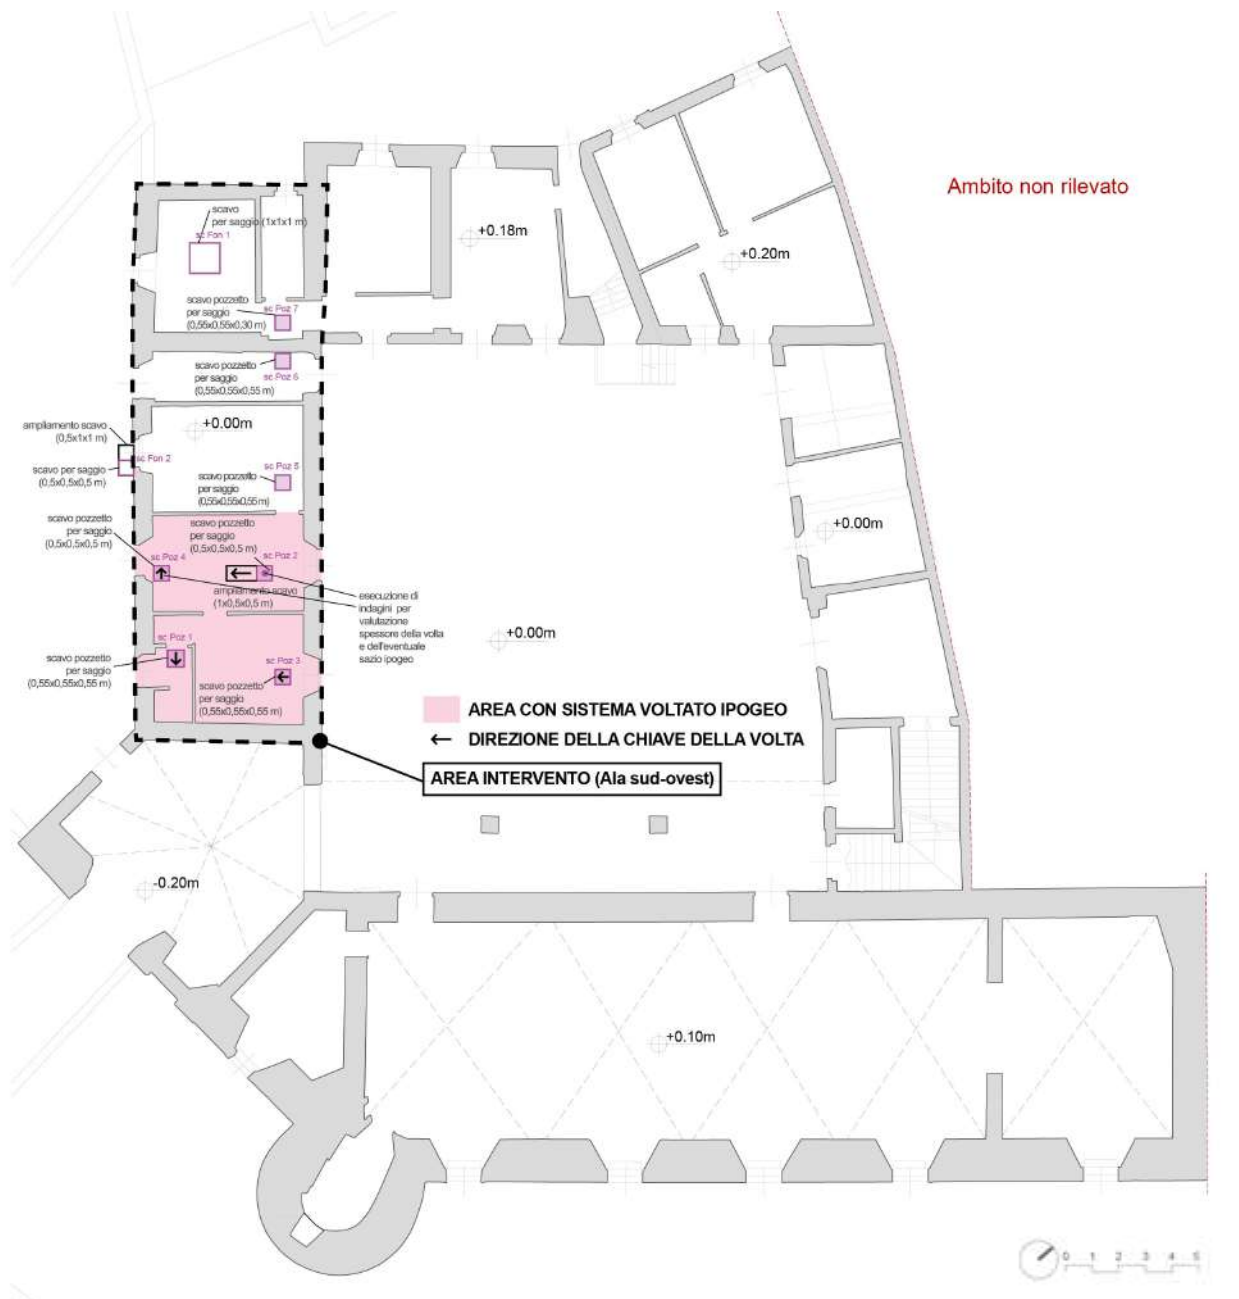 Ambito non rilevato
+0.18m
+0.20m
scavo
per saggio (1x1x1 m)
sc Fon 1
scavo pozzetto
per saggio
(0,55x0,55x0,30 m)
sc Poz 7
scavo pozzetto
per saggio
(0,55x0,55x0,55 m)
sc Poz 6
+0.00m
ampliamento scavo
(0,5x1x1 m)
sc Fon 2
scavo per saggio
(0,5x0,5x0,5 m)
sc Poz 5
scavo pozzetto
per saggio
(0,55x0,55x0,55 m)
scavo pozzetto
per saggio
(0,5x0,5x0,5 m)
sc Poz 4
scavo pozzetto
per saggio
(0,5x0,5x0,5 m)
sc Poz 2
ampliamento scavo
(1x0,5x0,5 m)
+0.00m
esecuzione di
indagini per
valutazione
spessore della volta
e dell'eventuale
sazio ipogeo
+0.00m
sc Poz 1
scavo pozzetto
per saggio
(0,55x0,55x0,55 m)
sc Poz 3
scavo pozzetto
per saggio
(0,55x0,55x0,55 m)
AREA CON SISTEMA VOLTATO IPOGEO
← DIREZIONE DELLA CHIAVE DELLA VOLTA
AREA INTERVENTO (Ala sud-ovest)
-0.20m
+0.10m
0 1 2 3 4 5